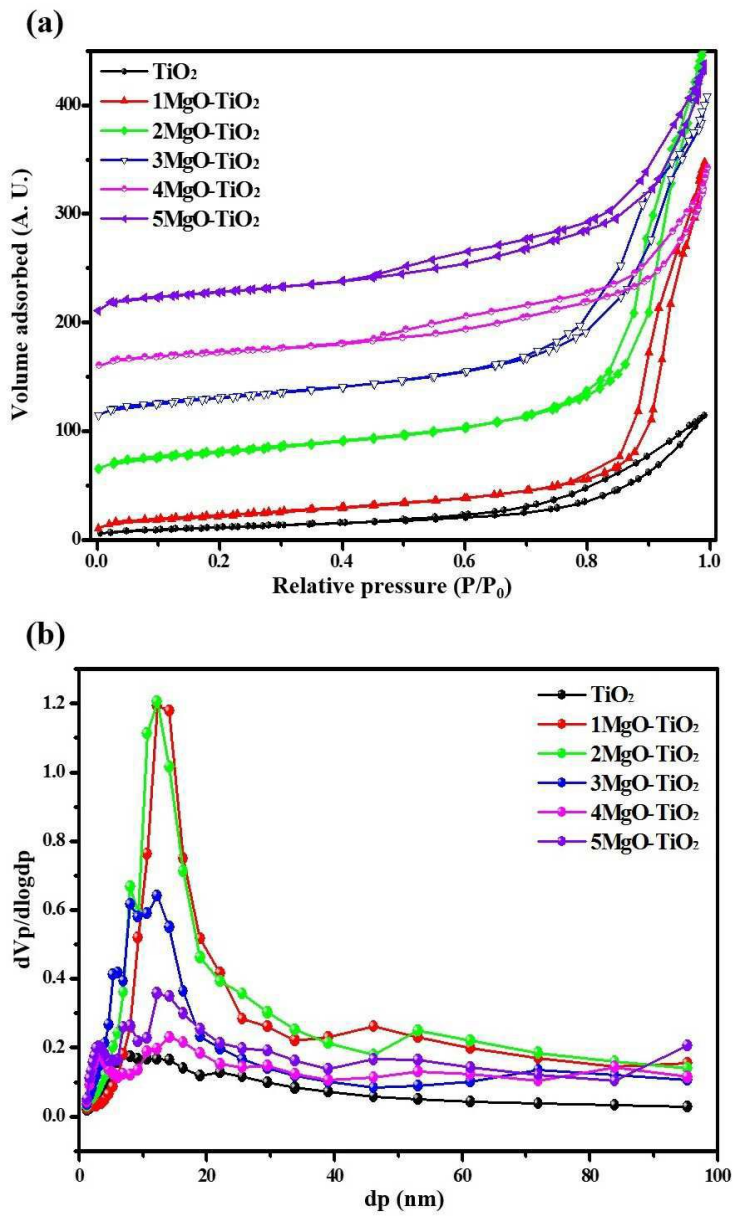 (a)
TiO₂
1MgO-TiO₂
2MgO-TiO₂
3MgO-TiO₂
4MgO-TiO₂
5MgO-TiO₂
Volume adsorbed (A. U.)
400
300
200
100
0
0.0 0.2 0.4 0.6 0.8 1.0
Relative pressure (P/P₀)
(b)
TiO₂
1MgO-TiO₂
2MgO-TiO₂
3MgO-TiO₂
4MgO-TiO₂
5MgO-TiO₂
dVp/dlogdp
1.2
1.0
0.8
0.6
0.4
0.2
0.0
0 20 40 60 80 100
dp (nm)